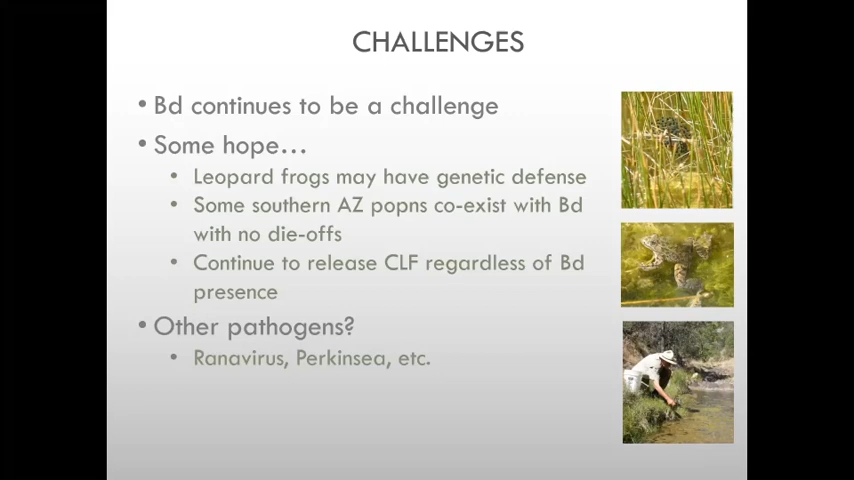 CHALLENGES
• Bd continues to be a challenge
• Some hope…
• Leopard frogs may have genetic defense
• Some southern AZ popns co-exist with Bd
with no die-offs
• Continue to release CLF regardless of Bd
presence
• Other pathogens?
• Ranavirus, Perkinsea, etc.